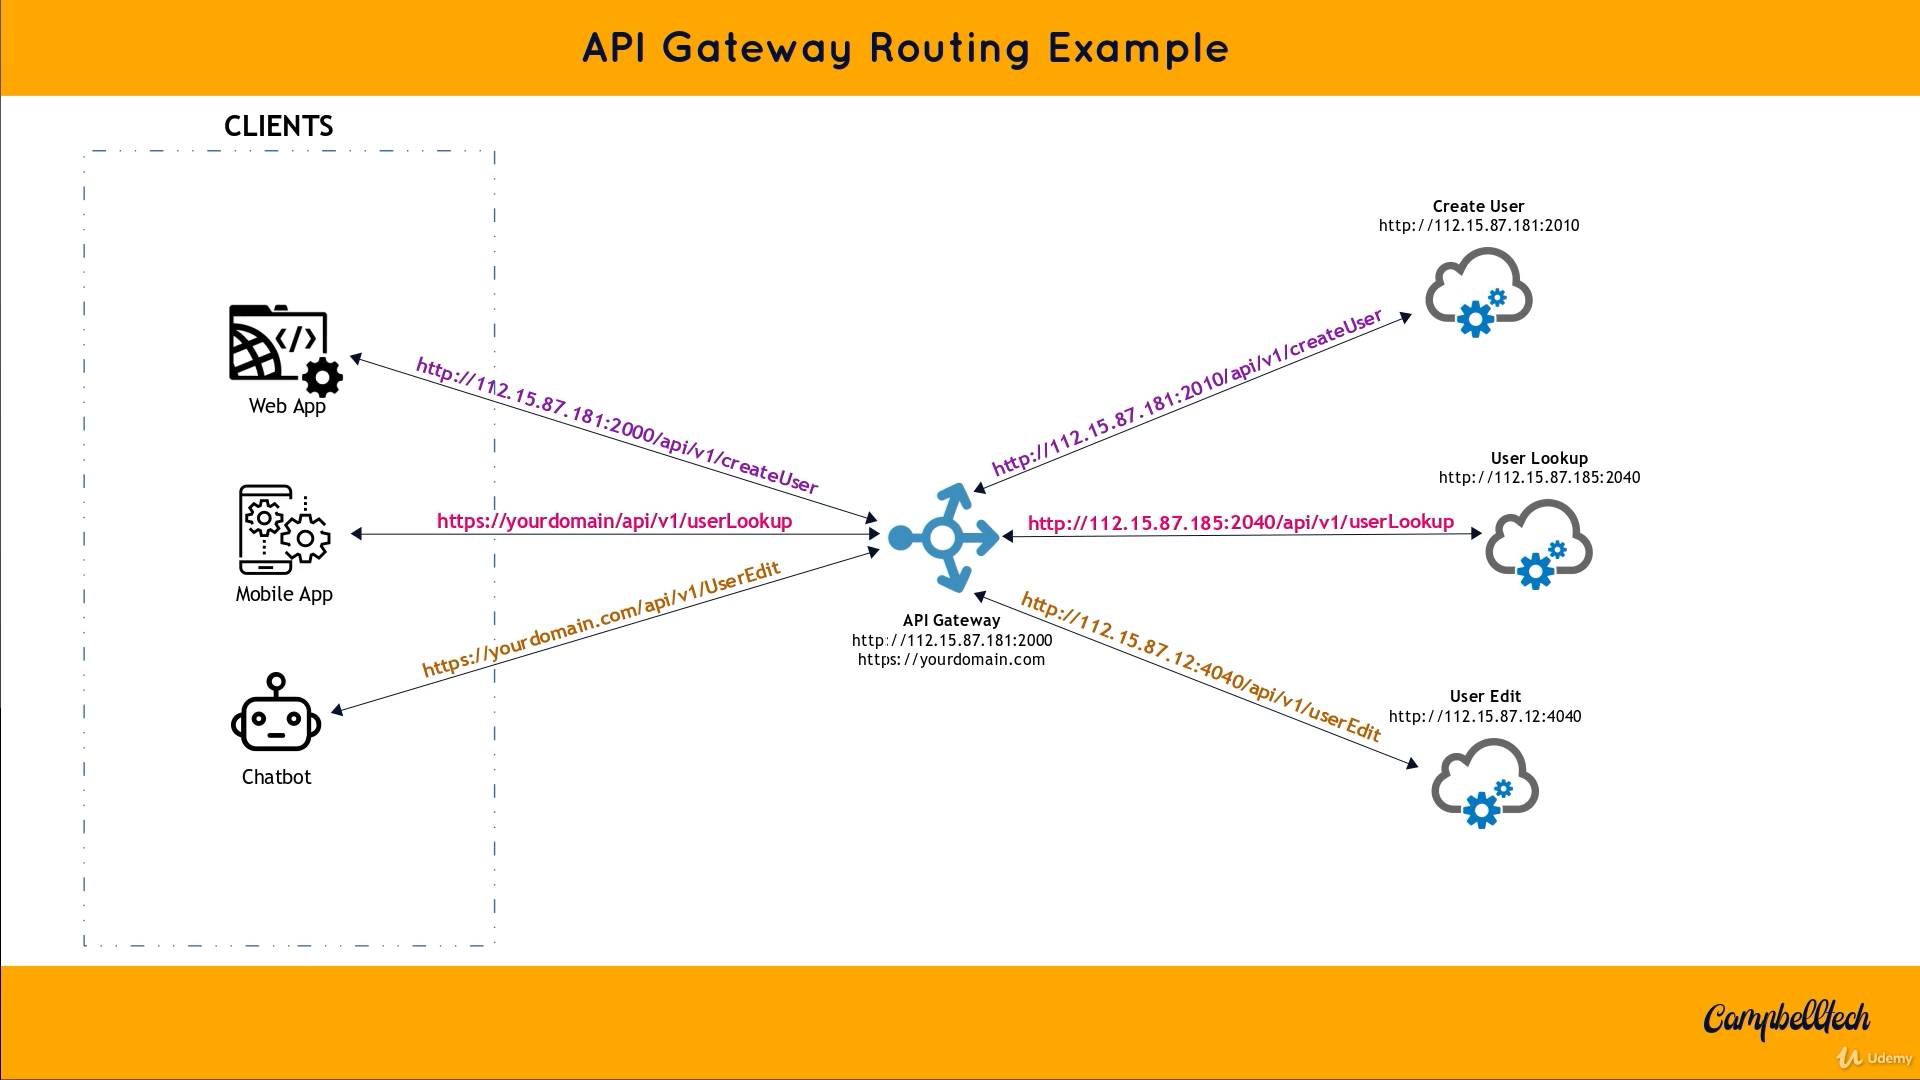 API Gateway Routing Example
CLIENTS
Web App
Mobile App
Chatbot
http://112.15.87.181:2000/api/v1/createUser
https://yourdomain/api/v1/userLookup
https://yourdomain.com/api/v1/UserEdit
API Gateway
http://112.15.87.181:2000
https://yourdomain.com
http://112.15.87.181:2010/api/v1/createUser
http://112.15.87.185:2040/api/v1/userLookup
http://112.15.87.12:4040/api/v1/userEdit
Create User
http://112.15.87.181:2010
User Lookup
http://112.15.87.185:2040
User Edit
http://112.15.87.12:4040
Campbelltech
Udemy